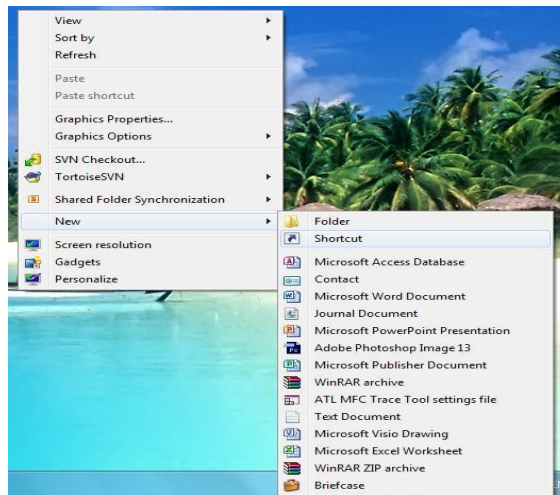 View
Sort by
Refresh
Paste
Paste shortcut
Graphics Properties...
Graphics Options
SVN Checkout...
TortoiseSVN
Shared Folder Synchronization
New
Screen resolution
Gadgets
Personalize
Folder
Shortcut
Microsoft Access Database
Contact
Microsoft Word Document
Journal Document
Microsoft PowerPoint Presentation
Adobe Photoshop Image 13
Microsoft Publisher Document
WinRAR archive
ATL MFC Trace Tool settings file
Text Document
Microsoft Visio Drawing
Microsoft Excel Worksheet
WinRAR ZIP archive
Briefcase